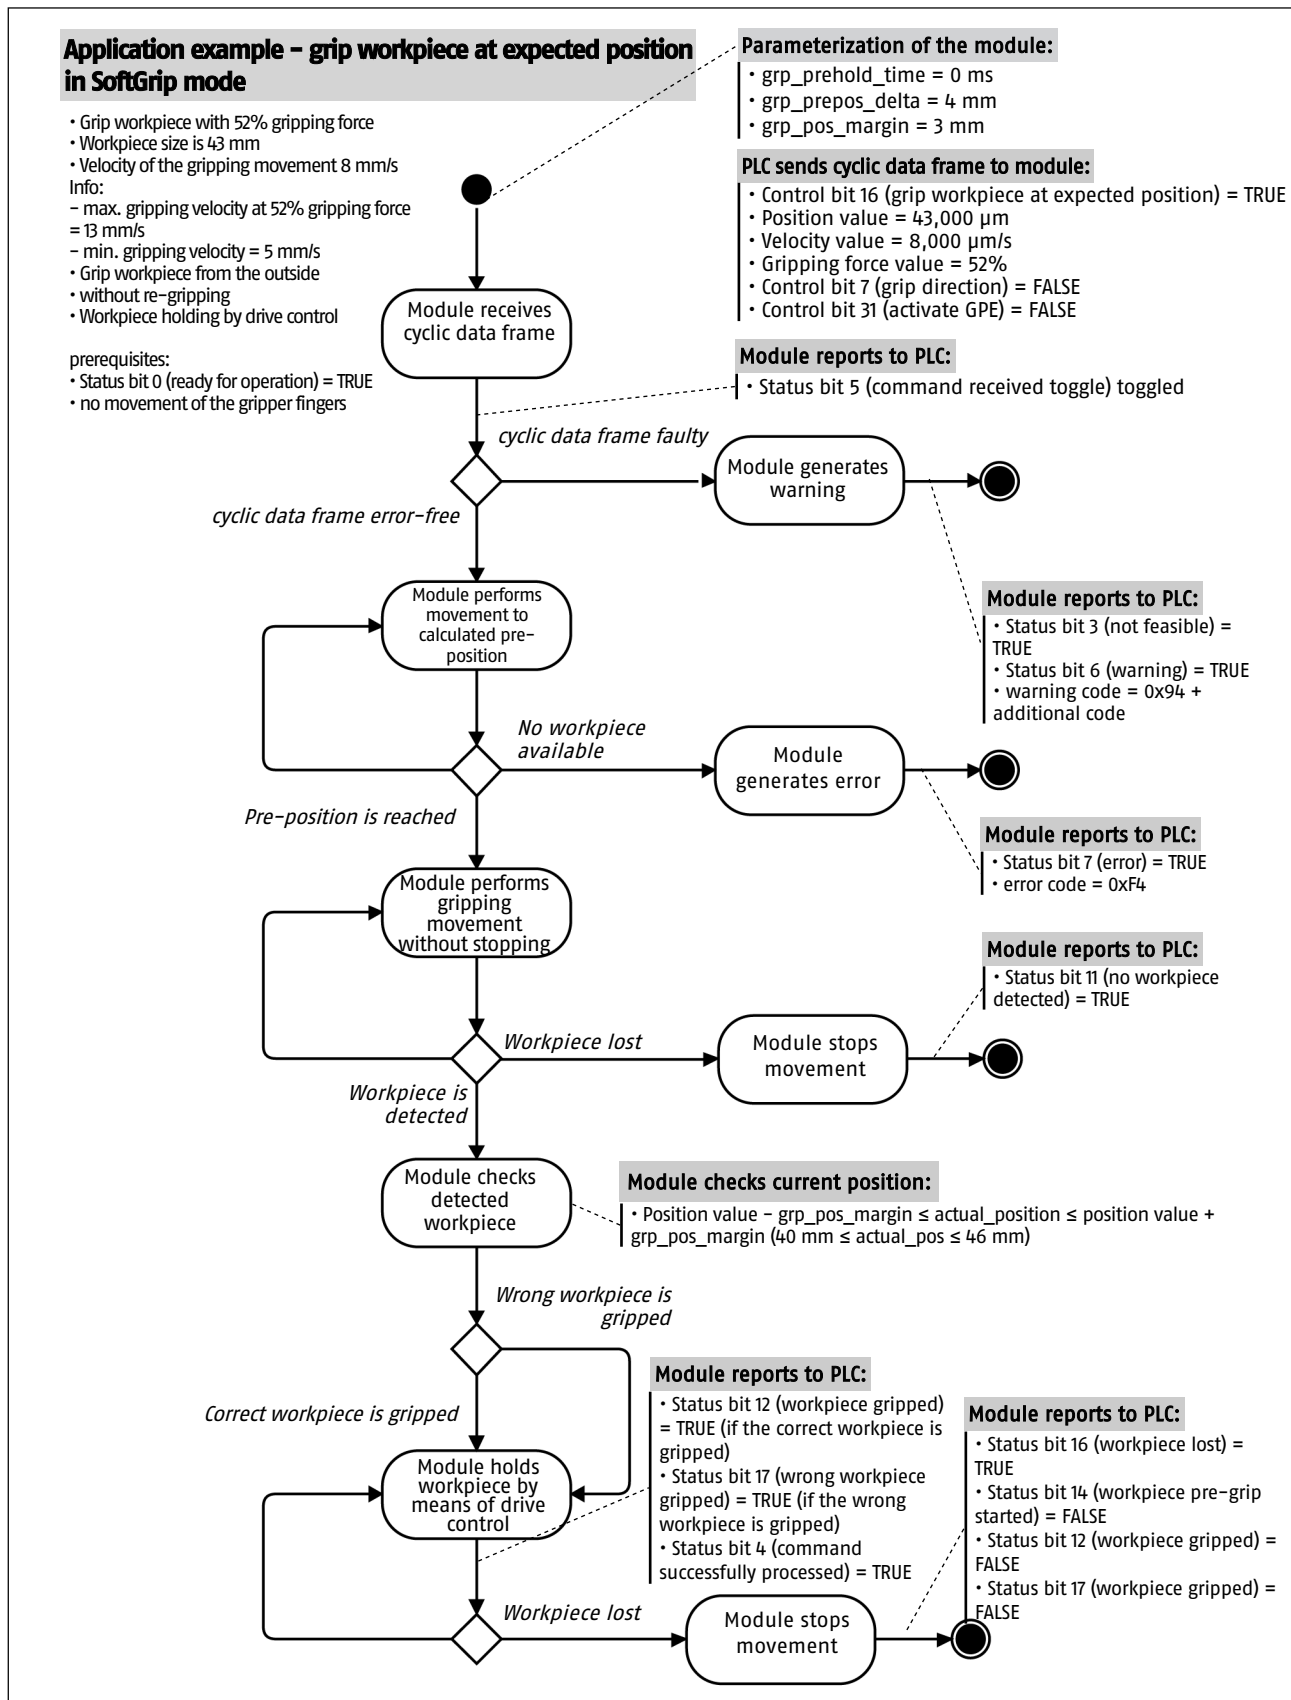 Application example – grip workpiece at expected position
in SoftGrip mode
• Grip workpiece with 52% gripping force
• Workpiece size is 43 mm
• Velocity of the gripping movement 8 mm/s
Info:
– max. gripping velocity at 52% gripping force
= 13 mm/s
– min. gripping velocity = 5 mm/s
• Grip workpiece from the outside
• without re-gripping
• Workpiece holding by drive control
prerequisites:
• Status bit 0 (ready for operation) = TRUE
• no movement of the gripper fingers
Parameterization of the module:
• grp_prehold_time = 0 ms
• grp_prepos_delta = 4 mm
• grp_pos_margin = 3 mm
PLC sends cyclic data frame to module:
• Control bit 16 (grip workpiece at expected position) = TRUE
• Position value = 43,000 µm
• Velocity value = 8,000 µm/s
• Gripping force value = 52%
• Control bit 7 (grip direction) = FALSE
• Control bit 31 (activate GPE) = FALSE
Module receives
cyclic data frame
Module reports to PLC:
• Status bit 5 (command received toggle) toggled
cyclic data frame faulty
Module generates
warning
cyclic data frame error-free
Module reports to PLC:
• Status bit 3 (not feasible) =
TRUE
• Status bit 6 (warning) = TRUE
• warning code = 0x94 +
additional code
Module performs
movement to
calculated pre-
position
No workpiece
available
Module
generates error
Pre-position is reached
Module reports to PLC:
• Status bit 7 (error) = TRUE
• error code = 0xF4
Module performs
gripping
movement
without stopping
Module reports to PLC:
• Status bit 11 (no workpiece
detected) = TRUE
Workpiece lost
Module stops
movement
Workpiece is
detected
Module checks
detected
workpiece
Module checks current position:
• Position value – grp_pos_margin ≤ actual_position ≤ position value +
grp_pos_margin (40 mm ≤ actual_pos ≤ 46 mm)
Wrong workpiece is
gripped
Correct workpiece is gripped
Module holds
workpiece by
means of drive
control
Module reports to PLC:
• Status bit 12 (workpiece gripped)
= TRUE (if the correct workpiece is
gripped)
• Status bit 17 (wrong workpiece
gripped) = TRUE (if the wrong
workpiece is gripped)
• Status bit 4 (command
successfully processed) = TRUE
Module reports to PLC:
• Status bit 16 (workpiece lost) =
TRUE
• Status bit 14 (workpiece pre-grip
started) = FALSE
• Status bit 12 (workpiece gripped) =
FALSE
• Status bit 17 (workpiece gripped) =
FALSE
Workpiece lost
Module stops
movement